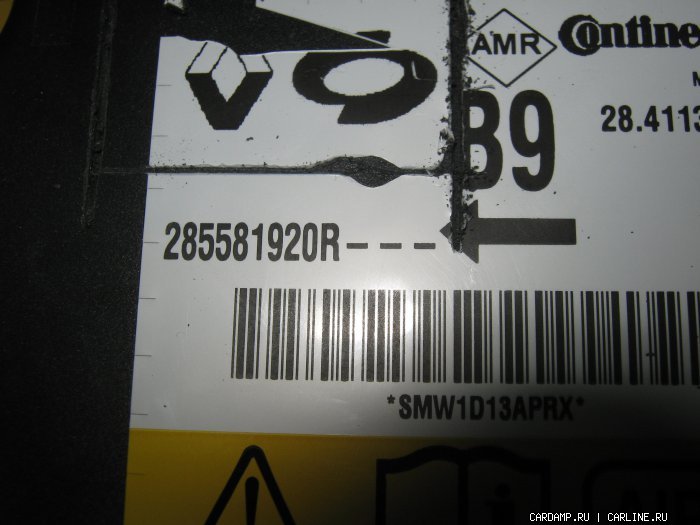 AMR
Contine
B9
28.4113
285581920R---
*SMW1D13APRX*
CARDAMP.RU | CARLINE.RU